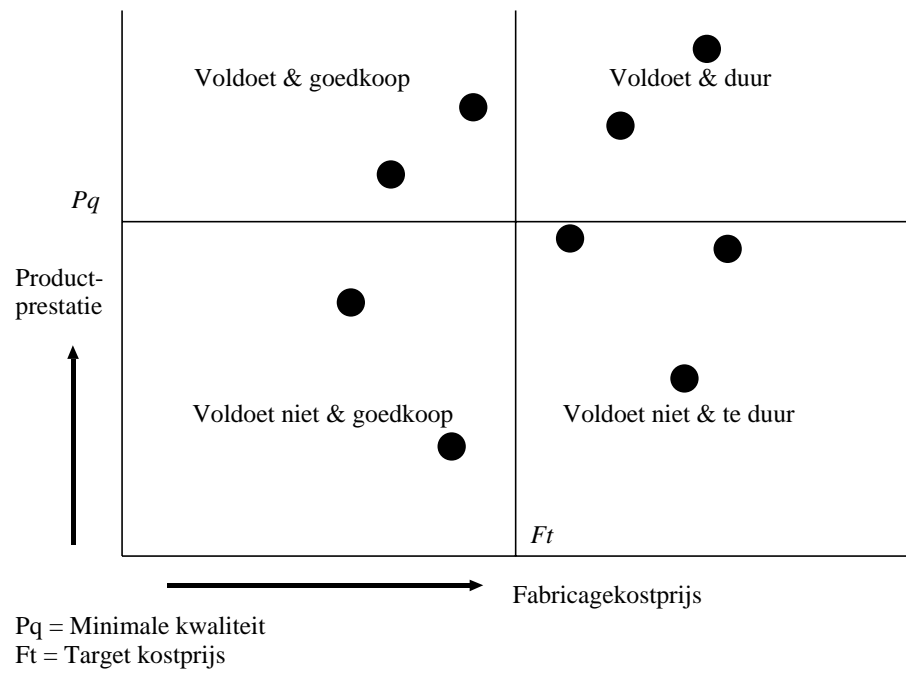 Voldoet & goedkoop
Voldoet & duur
Pq
Product-
prestatie
Voldoet niet & goedkoop
Voldoet niet & te duur
Ft
Fabricagekostprijs
Pq = Minimale kwaliteit
Ft = Target kostprijs